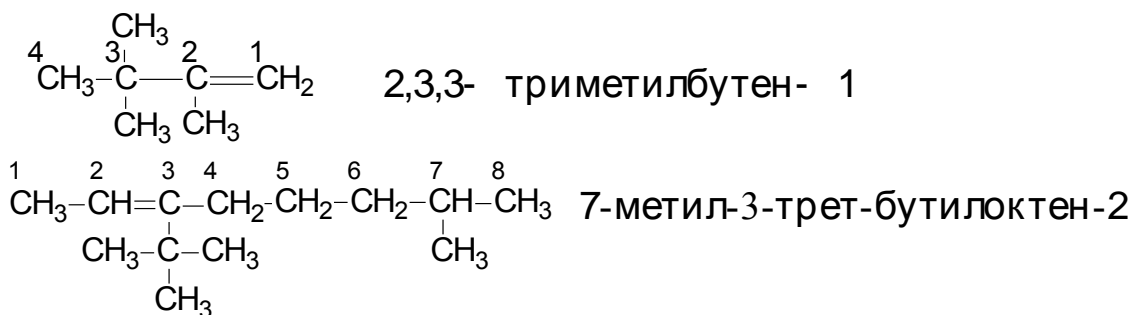 CH3
4 3 2 1
CH3–C–C=CH2 2,3,3- триметилбутен- 1
CH3 CH3
1 2 3 4 5 6 7 8
CH3–CH=C–CH2–CH2–CH2–CH–CH3 7-метил-3-трет-бутилоктен-2
CH3–C–CH3 CH3
CH3